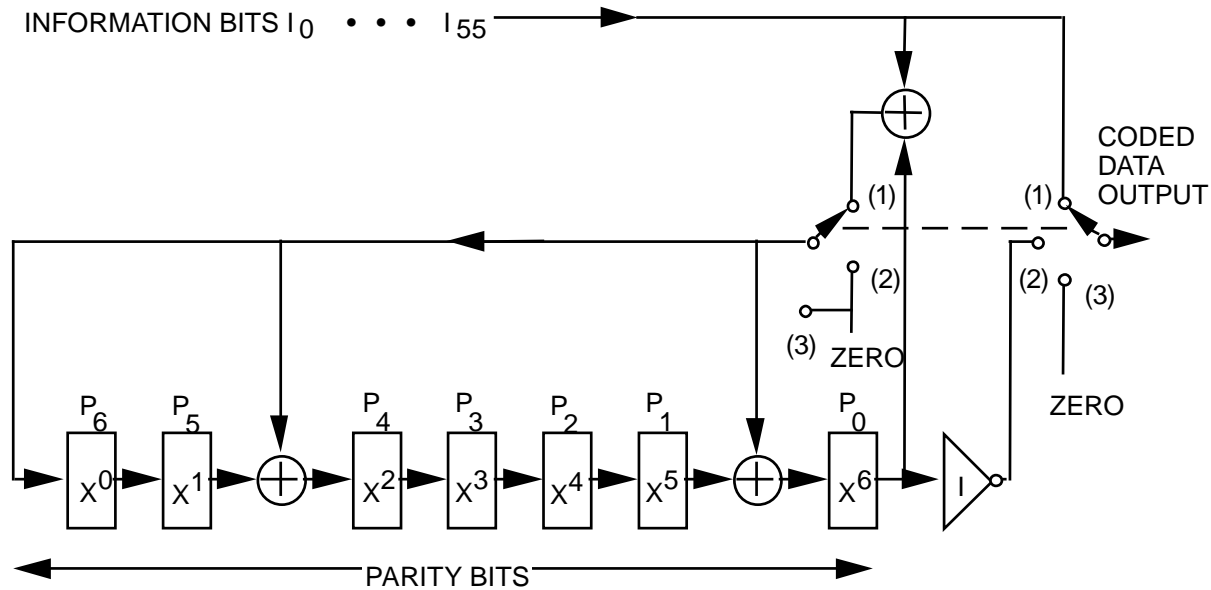 INFORMATION BITS I0 • • • I55
CODED
DATA
OUTPUT
(1)
(1)
(2)
(2)
(3)
(3)
ZERO
ZERO
P6
P5
P4
P3
P2
P1
P0
X0
X1
X2
X3
X4
X5
X6
I
PARITY BITS